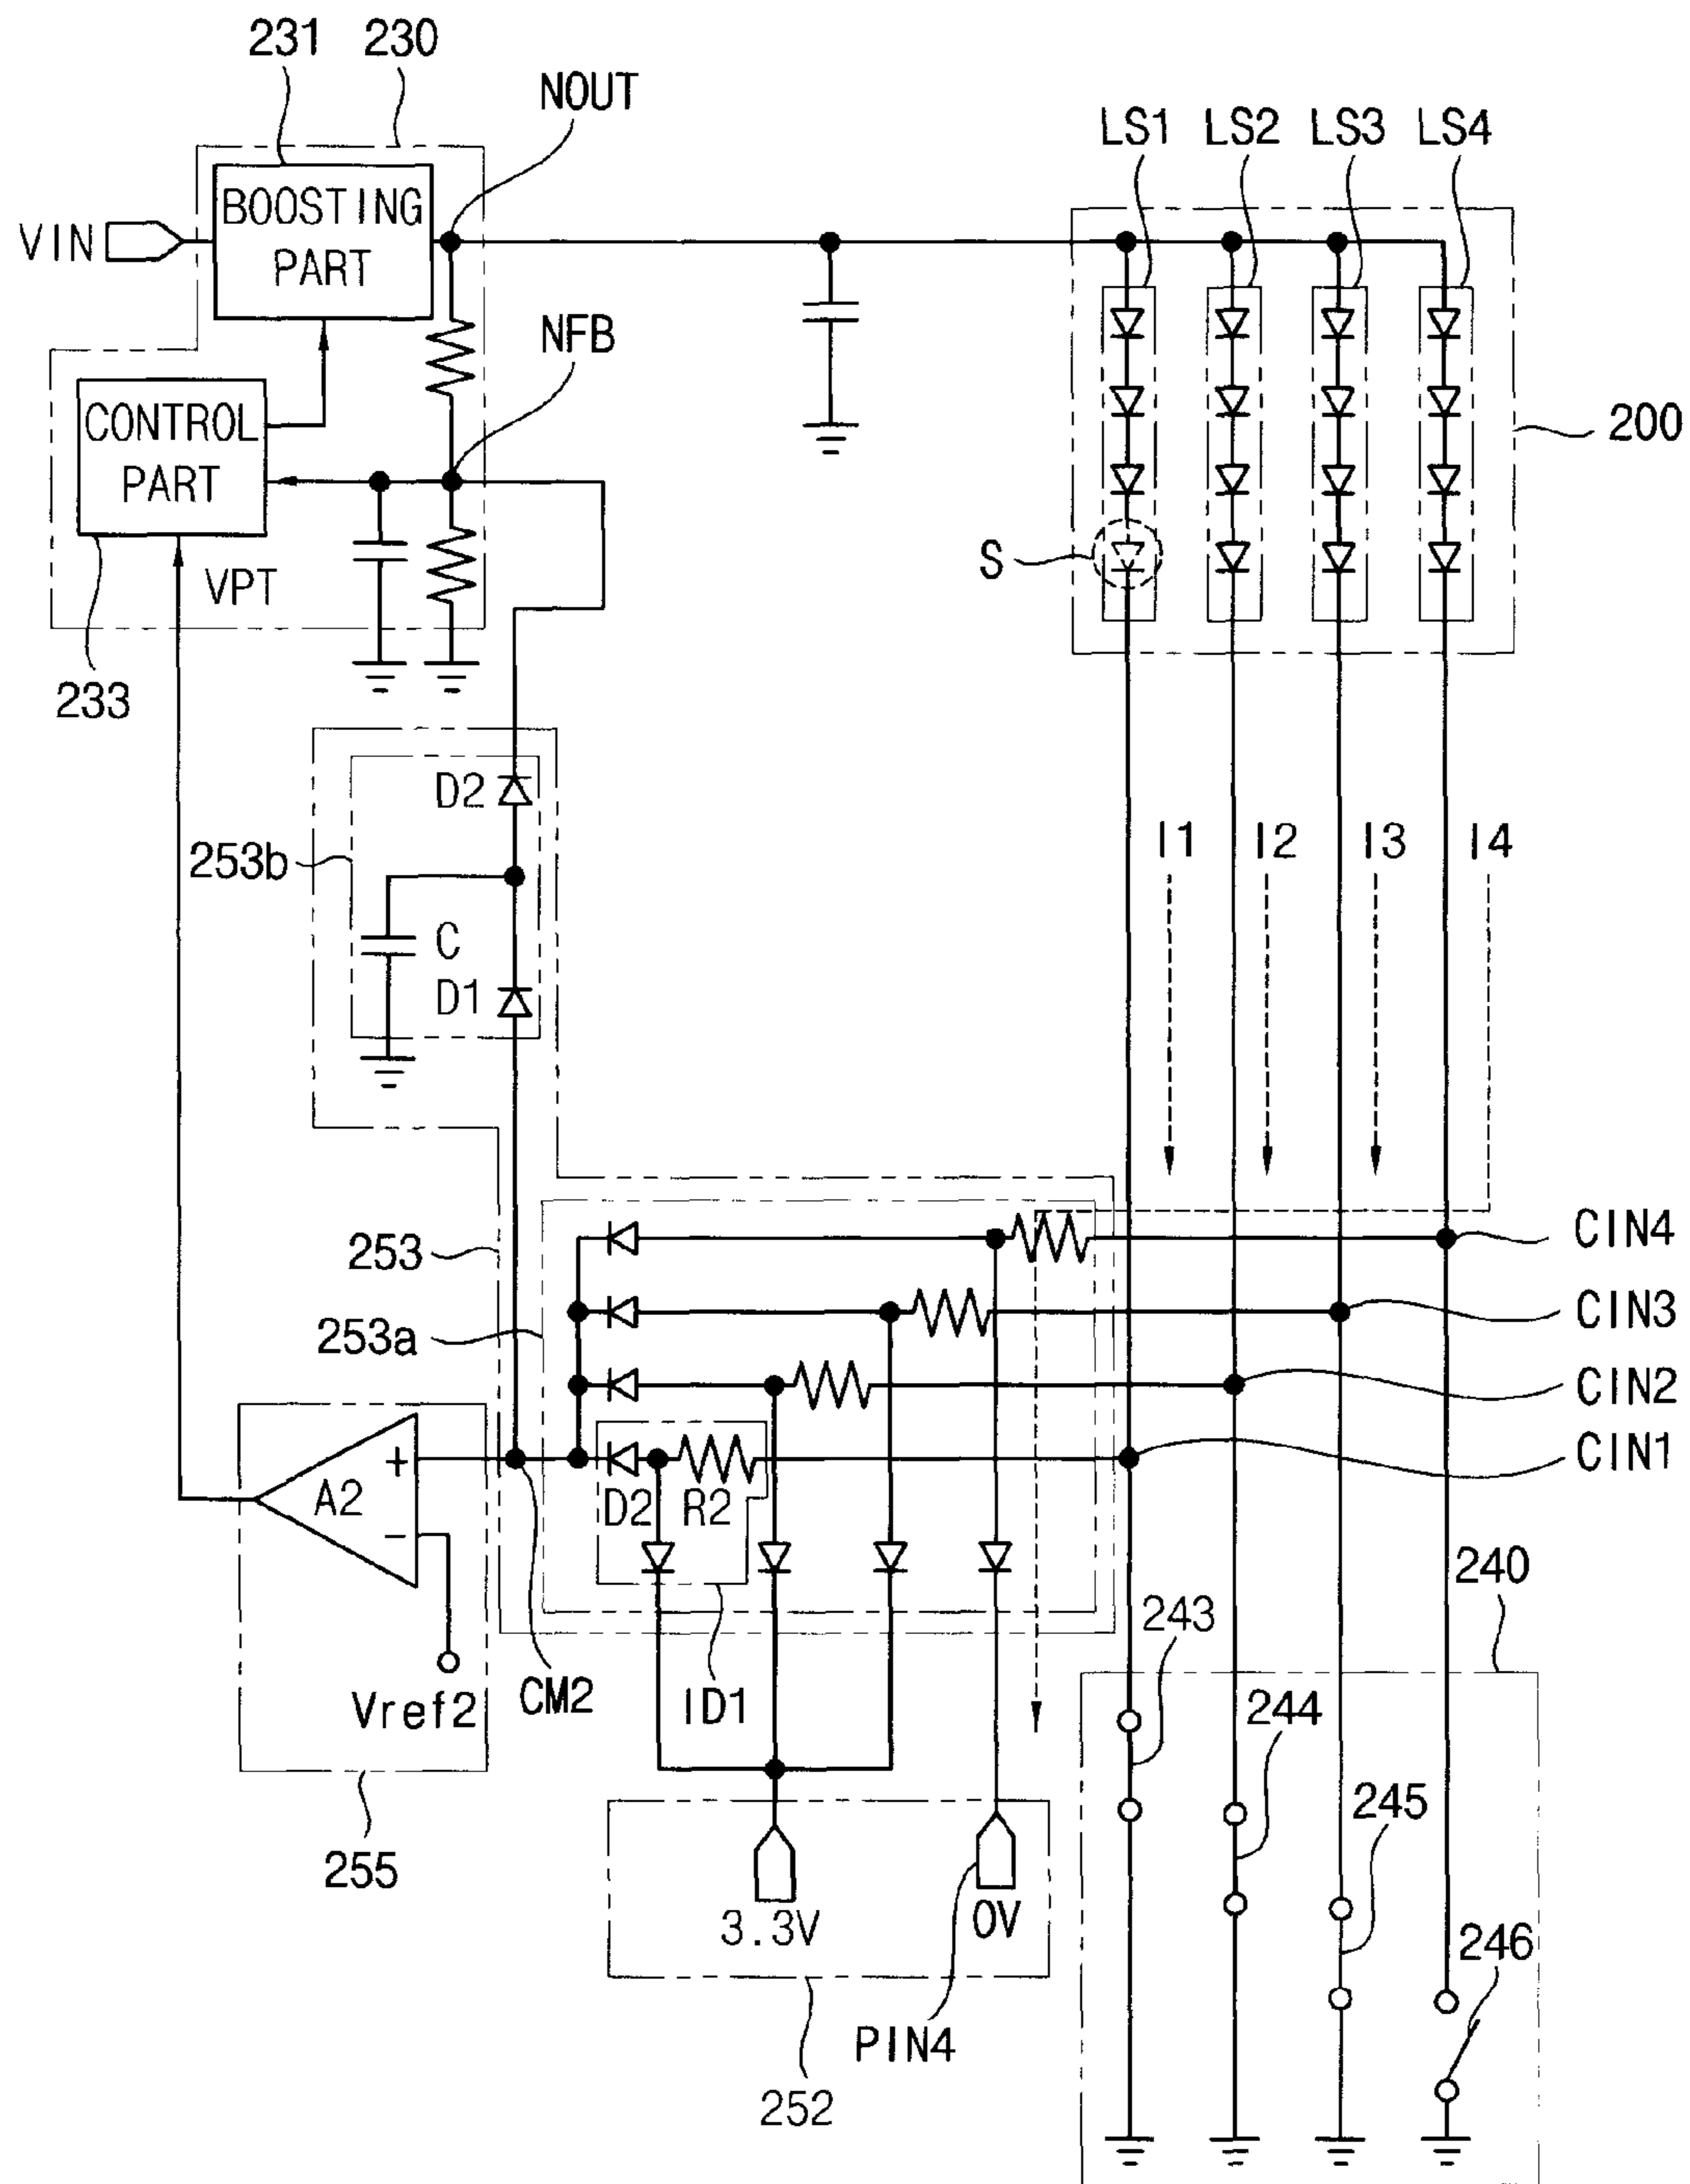 231 230
NOUT
LS1 LS2 LS3 LS4
BOOSTING
PART
VIN
NFB
CONTROL
PART
200
S
VPT
233
D2
253b
I1 I2 I3 I4
C
D1
253
CIN4
CIN3
253a
CIN2
CIN1
+
A2
D2 R2
-
240
243
Vref2
CM2
ID1
244
245
255
3.3V
0V
246
PIN4
252